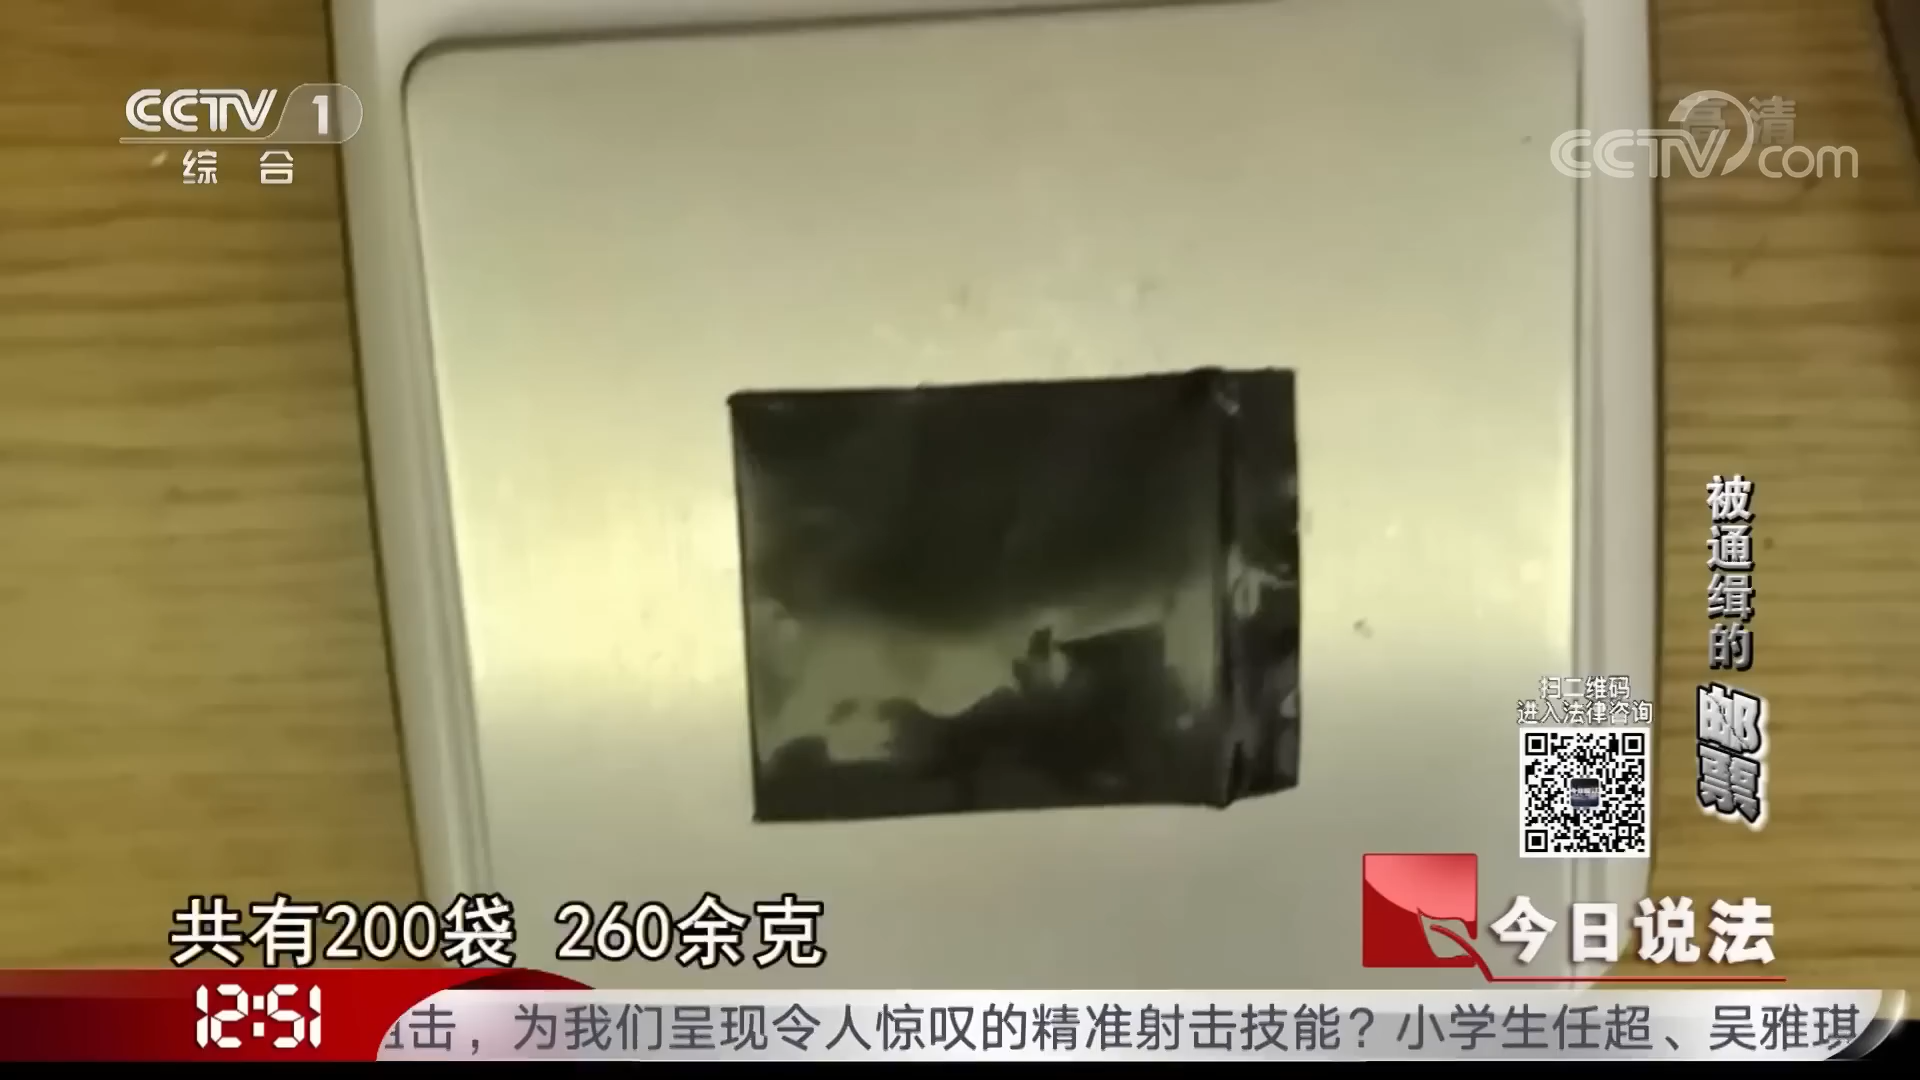 CCTV 1
综合
高清
CCTV com
被通缉的
邮票
扫二维码
进入法律咨询
共有200袋 260余克
今日说法
12:51
击，为我们呈现令人惊叹的精准射击技能？小学生任超、吴雅琪